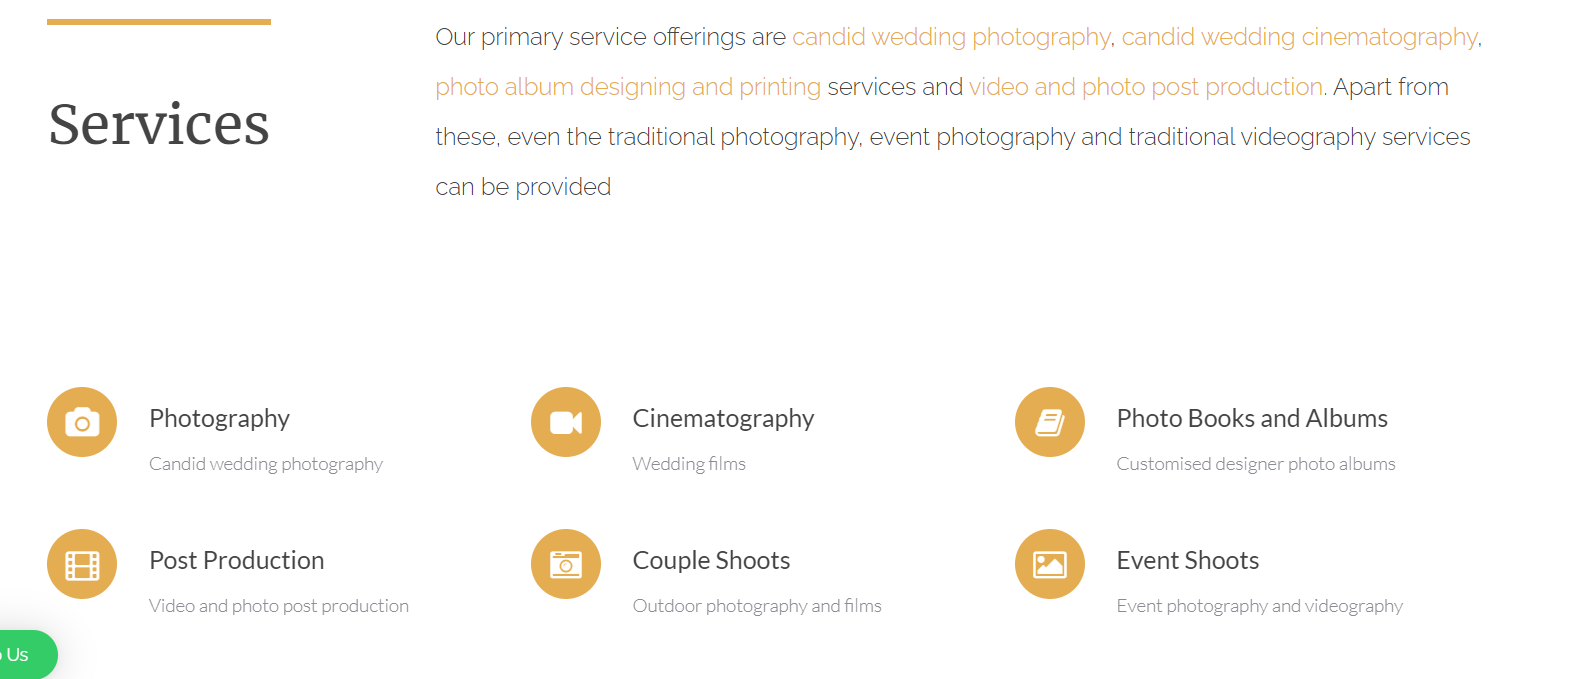 Services
Our primary service offerings are candid wedding photography, candid wedding cinematography,
photo album designing and printing services and video and photo post production. Apart from
these, even the traditional photography, event photography and traditional videography services
can be provided
Photography
Candid wedding photography
Cinematography
Wedding films
Photo Books and Albums
Customised designer photo albums
Post Production
Video and photo post production
Couple Shoots
Outdoor photography and films
Event Shoots
Event photography and videography
Us